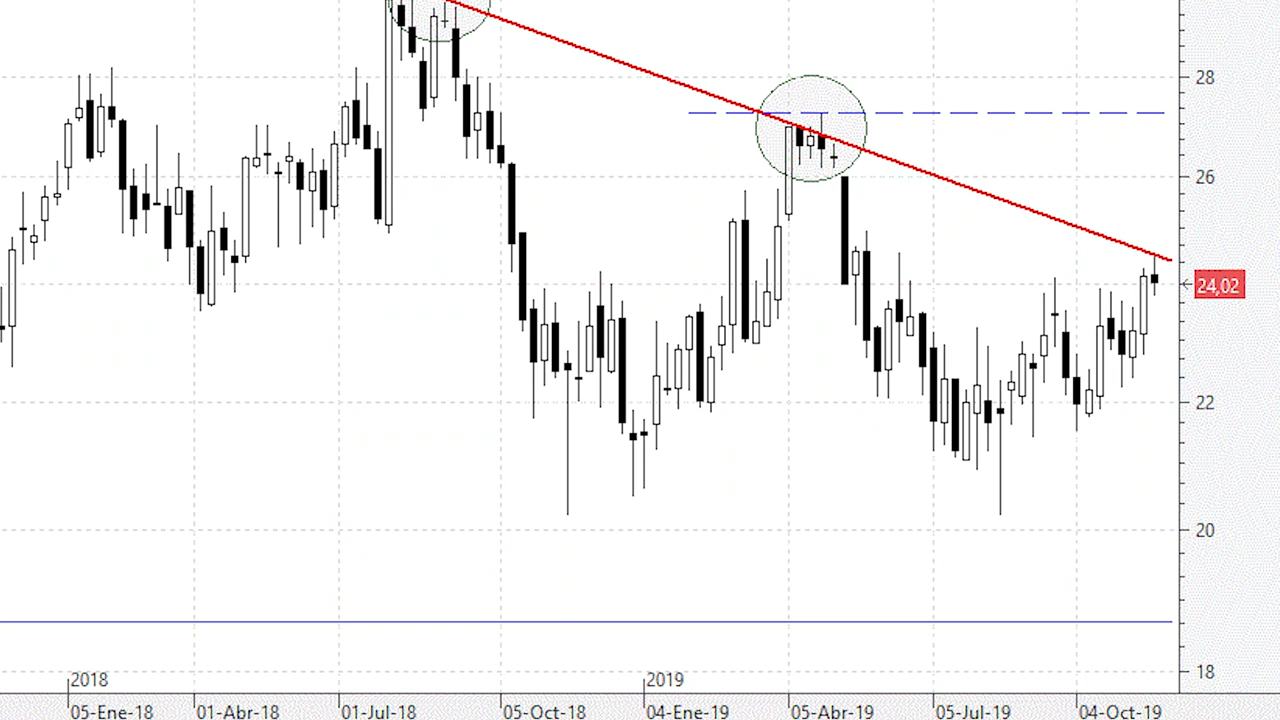 28
26
24,02
22
20
18
2018
2019
05-Ene-18
01-Abr-18
01-Jul-18
05-Oct-18
04-Ene-19
05-Abr-19
05-Jul-19
04-Oct-19